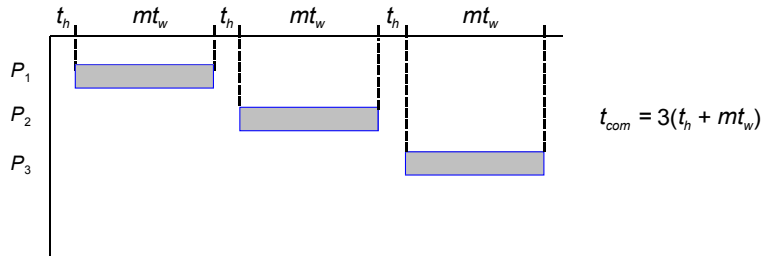 t_h mt_w t_h mt_w t_h mt_w
P_1
P_2
t_com = 3(t_h + mt_w)
P_3